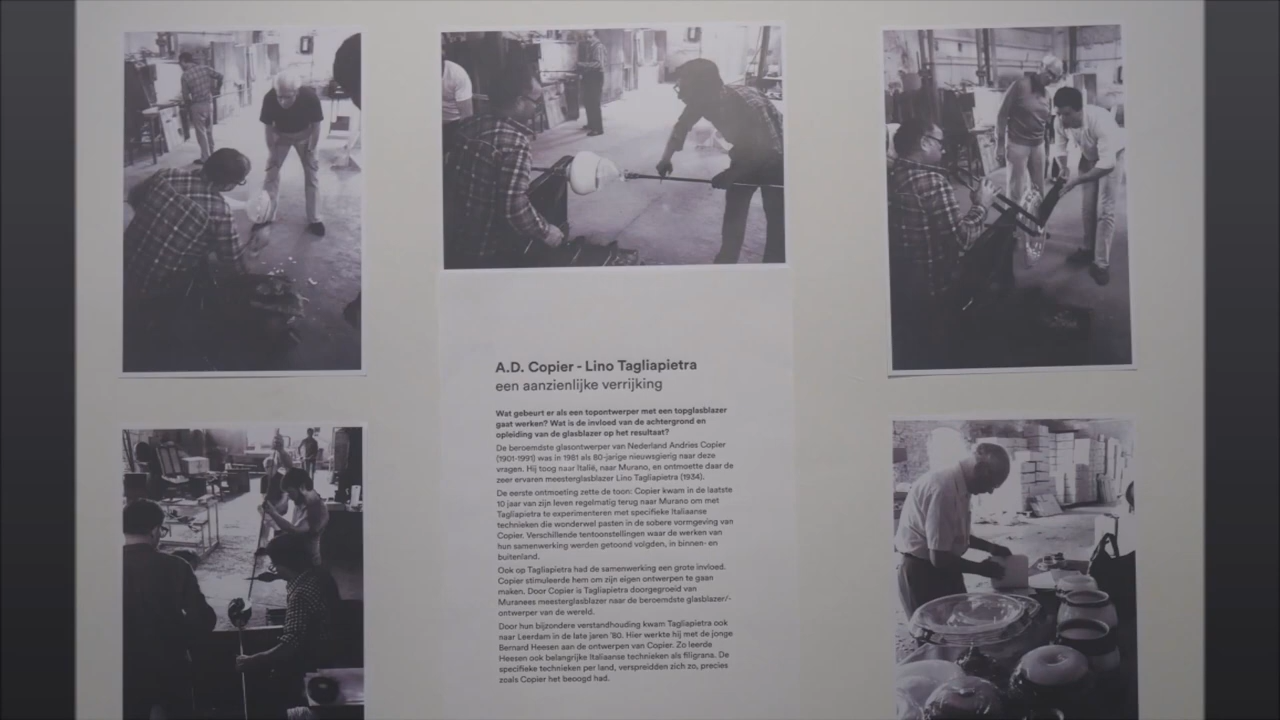 A.D. Copier - Lino Tagliapietra
een aanzienlijke verrijking
Wat gebeurt er als een topontwerper met een topglasblazer
gaat werken? Wat is de invloed van de achtergrond en
opleiding van de glasblazer op het resultaat?
De beroemdste glasontwerper van Nederland Andries Copier
(1901-1991) was in 1981 als 80-jarige nieuwsgierig naar deze
vragen. Hij toog naar Italië, naar Murano, en ontmoette daar de
zeer ervaren meesterglasblazer Lino Tagliapietra (1934).
De eerste ontmoeting zette de toon: Copier kwam in de laatste
10 jaar van zijn leven regelmatig terug naar Murano om met
Tagliapietra te experimenteren met specifieke Italiaanse
technieken die wonderwel pasten in de sobere vormgeving van
Copier. Verschillende tentoonstellingen waar de werken van
hun samenwerking werden getoond volgden, in binnen- en
buitenland.
Ook op Tagliapietra had de samenwerking een grote invloed.
Copier stimuleerde hem om zijn eigen ontwerpen te gaan
maken. Door Copier is Tagliapietra doorgegroeid van
Muranees meesterglasblazer naar de beroemdste glasblazer/-
ontwerper van de wereld.
Door hun bijzondere verstandhouding kwam Tagliapietra ook
naar Leerdam in de late jaren '80. Hier werkte hij met de jonge
Bernard Heesen aan de ontwerpen van Copier. Zo leerde
Heesen ook belangrijke Italiaanse technieken als filigrana. De
specifieke technieken per land, verspreidden zich zo, precies
zoals Copier het beoogd had.